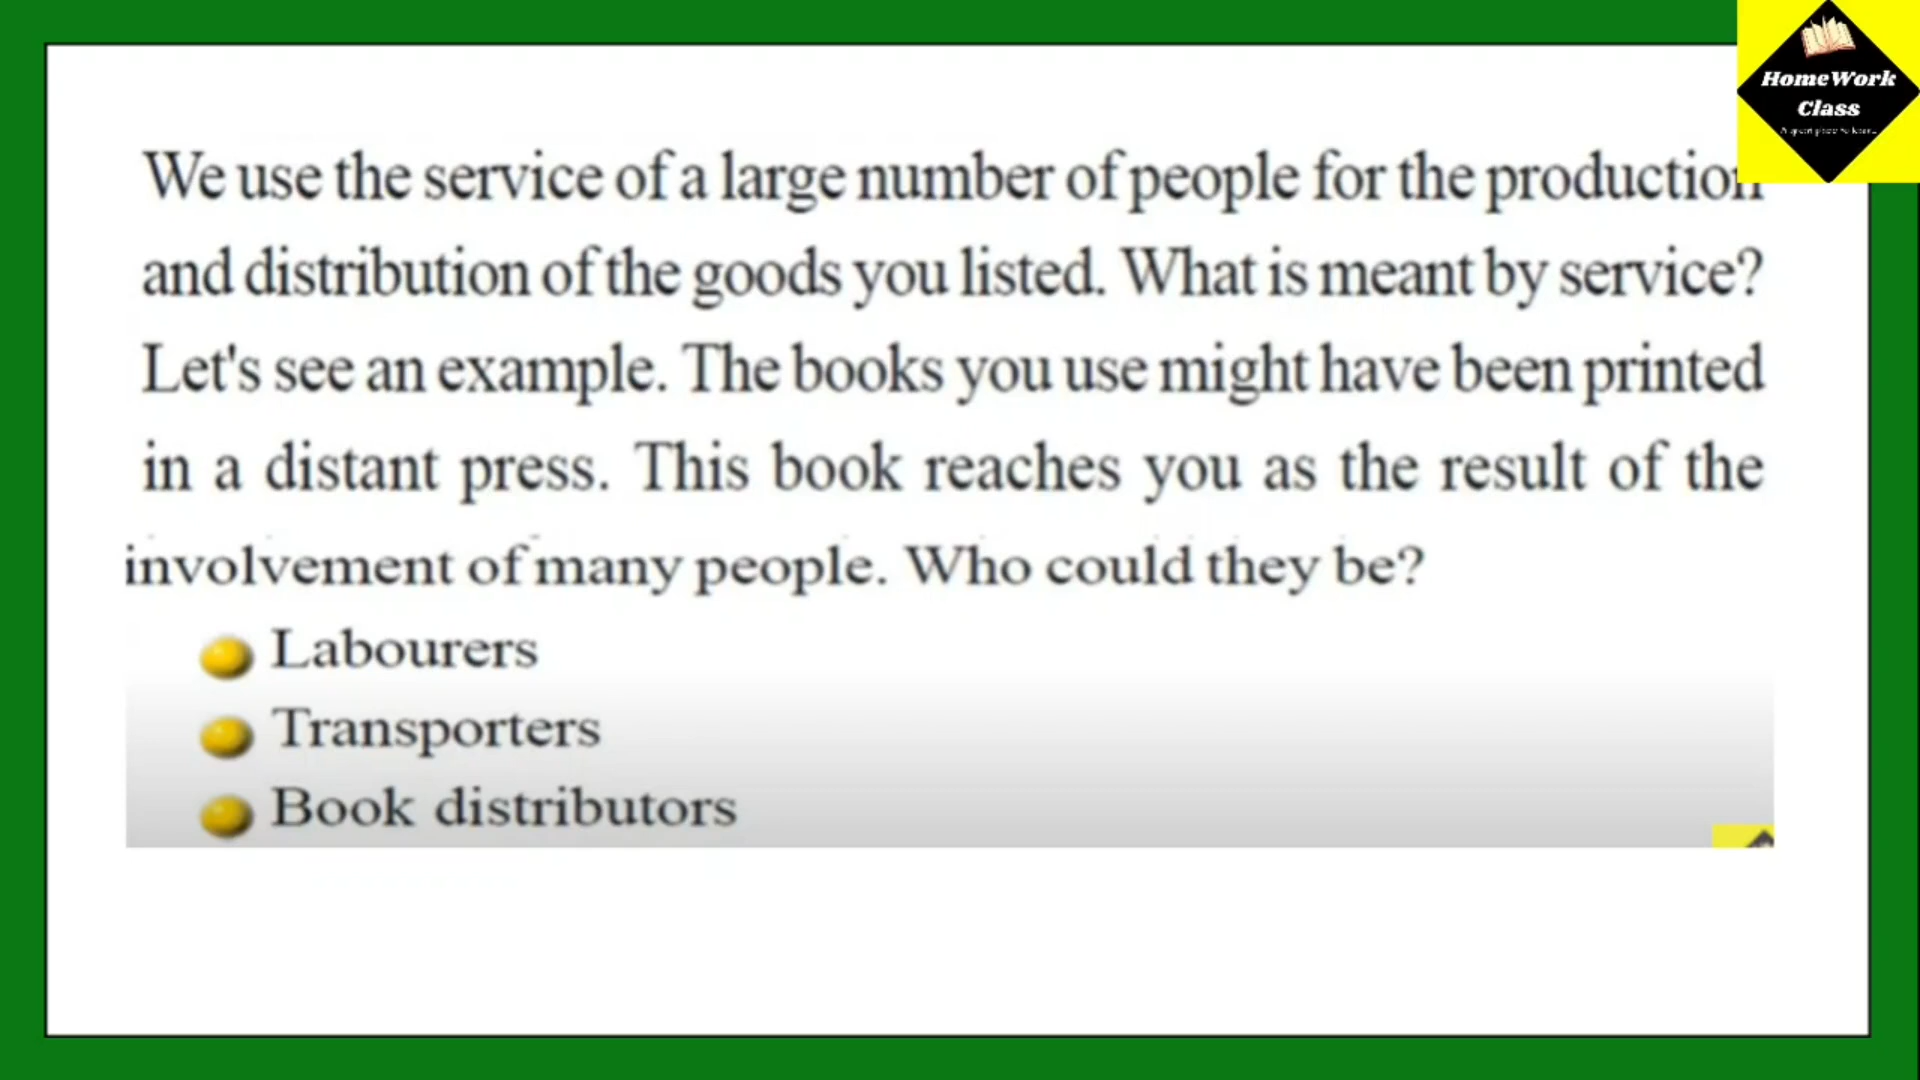 HomeWork
Class
We use the service of a large number of people for the production
and distribution of the goods you listed. What is meant by service?
Let's see an example. The books you use might have been printed
in a distant press. This book reaches you as the result of the
involvement of many people. Who could they be?
Labourers
Transporters
Book distributors